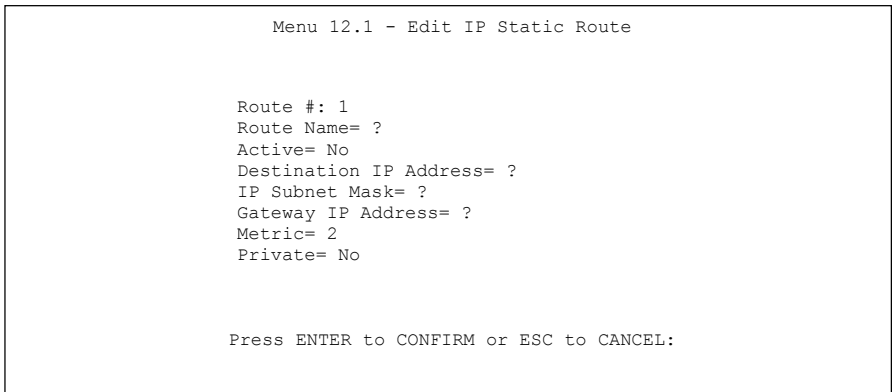 Menu 12.1 - Edit IP Static Route
Route #: 1
Route Name= ?
Active= No
Destination IP Address= ?
IP Subnet Mask= ?
Gateway IP Address= ?
Metric= 2
Private= No
Press ENTER to CONFIRM or ESC to CANCEL: